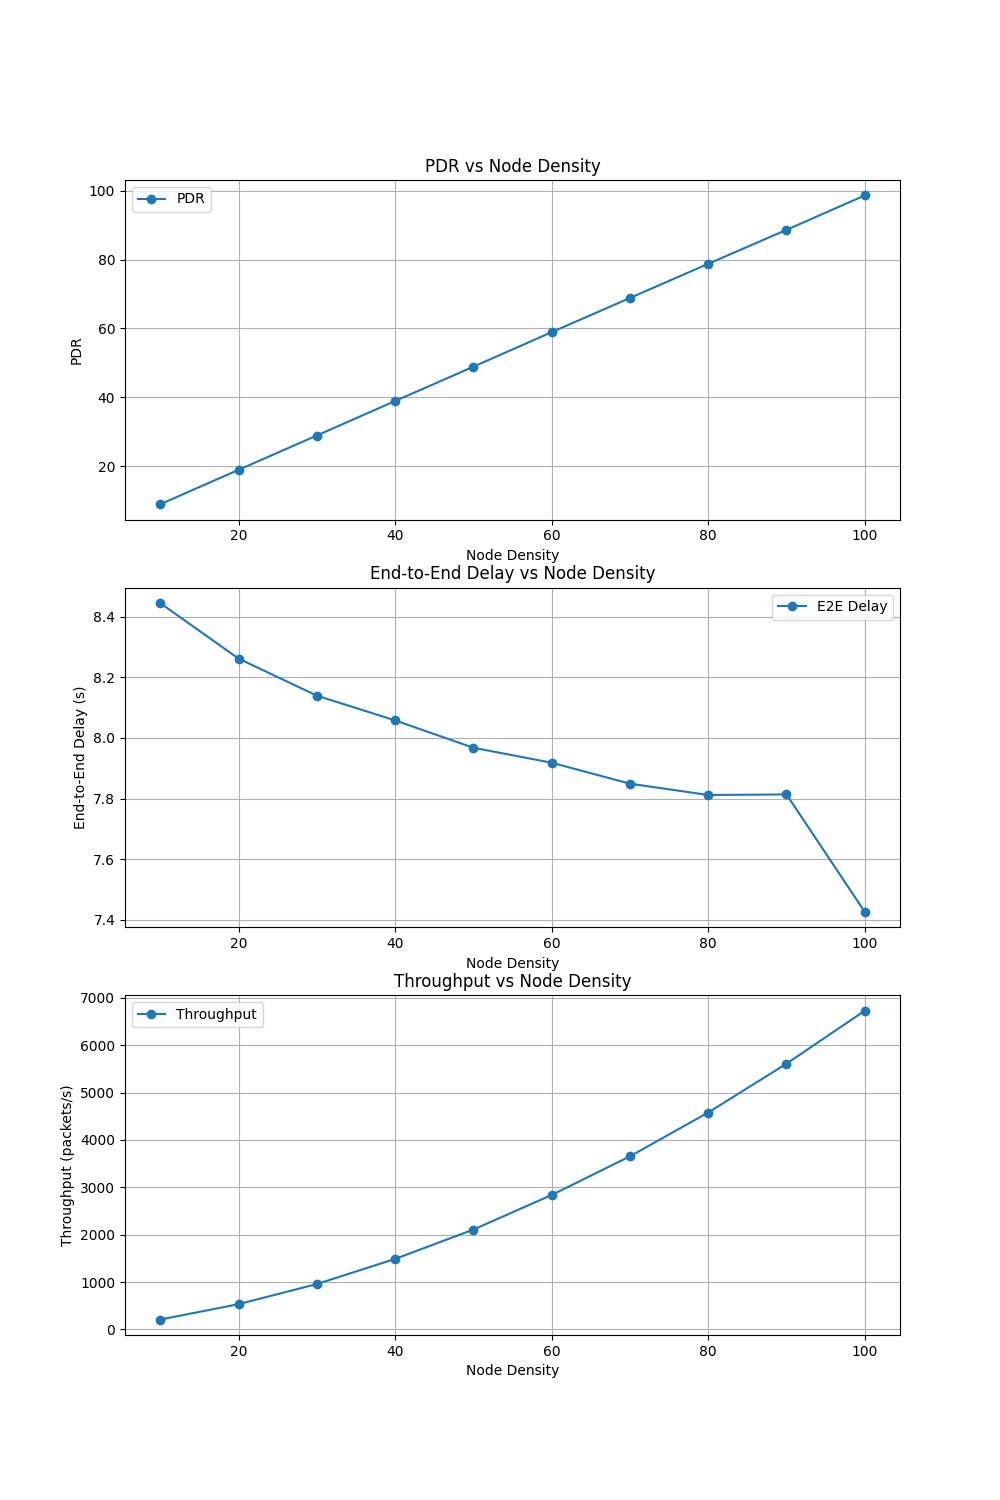 PDR vs Node Density
PDR
100
80
60
40
20
PDR
20 40 60 80 100
Node Density
End-to-End Delay vs Node Density
E2E Delay
8.4
8.2
8.0
7.8
7.6
7.4
End-to-End Delay (s)
20 40 60 80 100
Node Density
Throughput vs Node Density
Throughput
7000
6000
5000
4000
3000
2000
1000
0
Throughput (packets/s)
20 40 60 80 100
Node Density